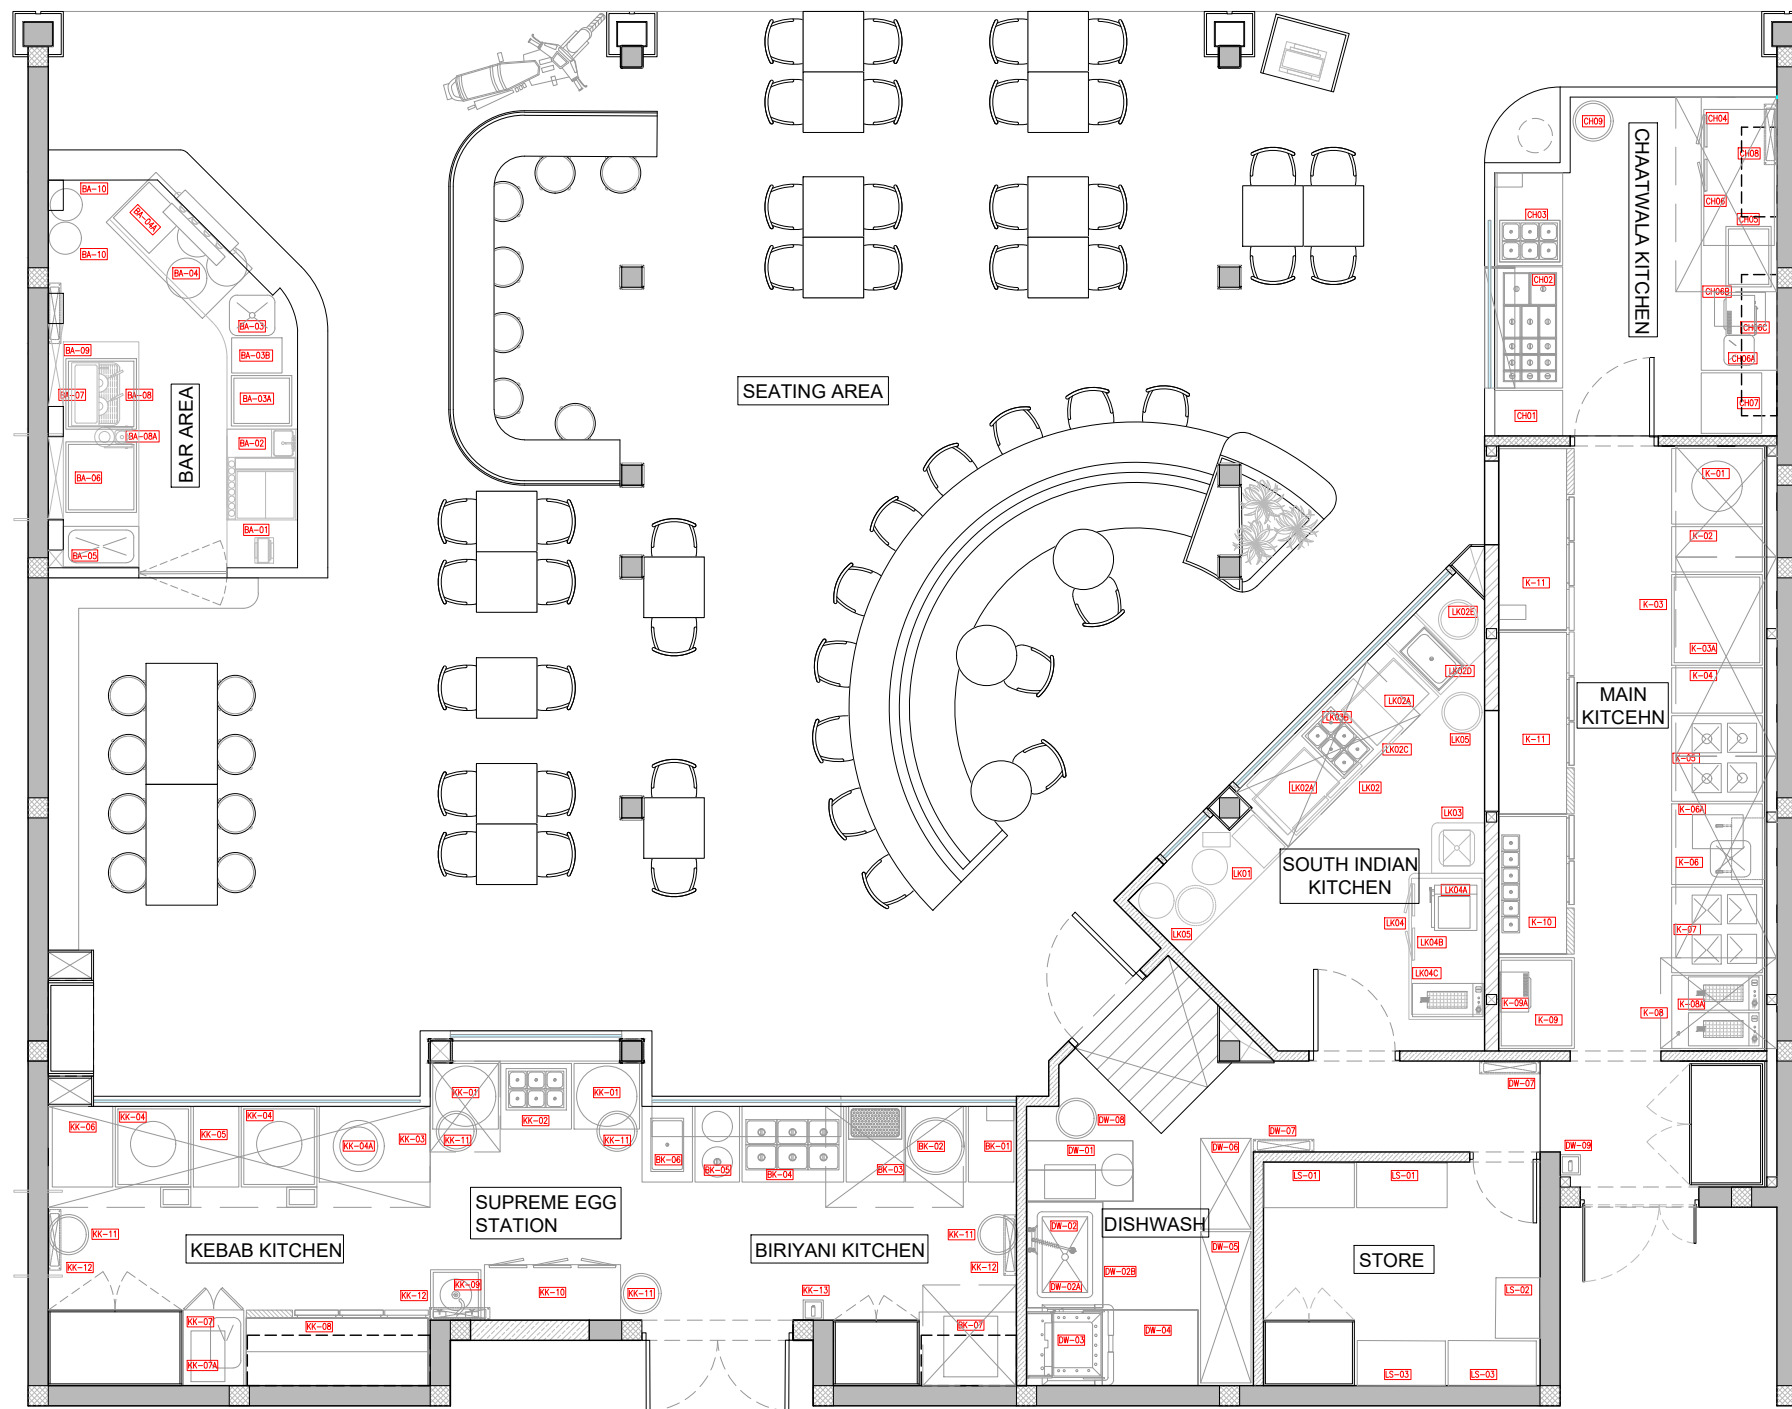 BA-10
BA-04A
BA-10
BA-04
BA-03
BA-09
BA-03B
BA-07
BA-08
BA-03A
BA-08A
BA-02
BA-06
BA-01
BA-05
BAR AREA
SEATING AREA
CH09
CH04
CH08
CH06
CH03
CH05
CH02
CH06B
CH06C
CH06A
CH07
CH01
CHAATWALA KITCHEN
K-01
K-02
K-11
K-03
K-03A
K-04
MAIN
KITCEHN
K-11
K-05
K-06A
K-06
K-10
K-07
K-09A
K-08A
K-09
K-08
LK02E
LK02D
LK02A
LK03B
LK05
LK02C
LK02A
LK02
LK03
LK01
SOUTH INDIAN
KITCHEN
LK04A
LK04
LK05
LK04B
LK04C
KK-06
KK-04
KK-05
KK-04
KK-04A
KK-03
KK-01
KK-11
KK-02
KK-01
KK-11
BK-06
BK-05
BK-04
BK-03
BK-02
BK-01
SUPREME EGG
STATION
KEBAB KITCHEN
BIRIYANI KITCHEN
KK-11
KK-12
KK-11
KK-12
KK-09
KK-12
KK-10
KK-11
KK-13
KK-07
KK-08
KK-07A
BK-07
DW-07
DW-08
DW-07
DW-01
DW-06
DW-09
DISHWASH
DW-02
DW-05
DW-02B
DW-02A
DW-03
DW-04
LS-01
LS-01
STORE
LS-02
LS-03
LS-03